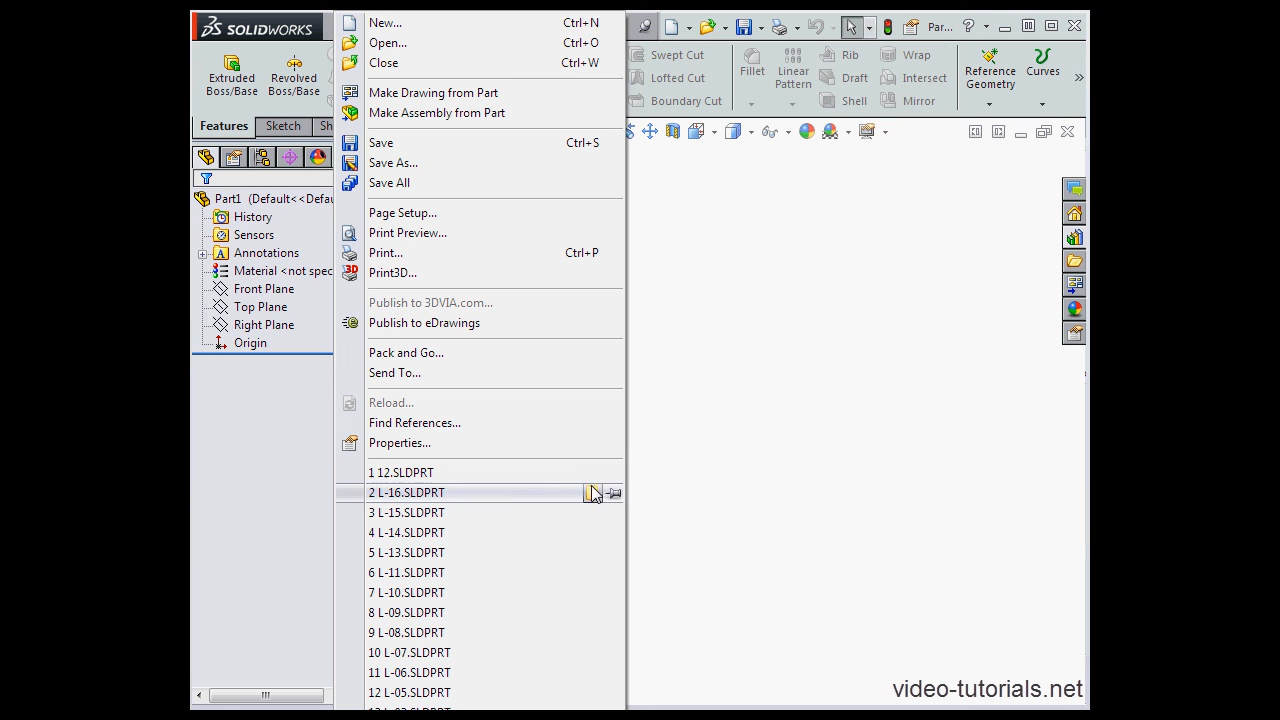 SOLIDWORKS
Par...
Extruded
Boss/Base
Revolved
Boss/Base
Swept Cut
Lofted Cut
Boundary Cut
Fillet
Linear
Pattern
Rib
Draft
Shell
Wrap
Intersect
Mirror
Reference
Geometry
Curves
Features
Sketch
Sh
Part1 (Default<<Defau
History
Sensors
Annotations
Material <not spec
Front Plane
Top Plane
Right Plane
Origin
New... Ctrl+N
Open... Ctrl+O
Close Ctrl+W
Make Drawing from Part
Make Assembly from Part
Save Ctrl+S
Save As...
Save All
Page Setup...
Print Preview...
Print... Ctrl+P
Print3D...
Publish to 3DVIA.com...
Publish to eDrawings
Pack and Go...
Send To...
Reload...
Find References...
Properties...
1 12.SLDPRT
2 L-16.SLDPRT
3 L-15.SLDPRT
4 L-14.SLDPRT
5 L-13.SLDPRT
6 L-11.SLDPRT
7 L-10.SLDPRT
8 L-09.SLDPRT
9 L-08.SLDPRT
10 L-07.SLDPRT
11 L-06.SLDPRT
12 L-05.SLDPRT
video-tutorials.net